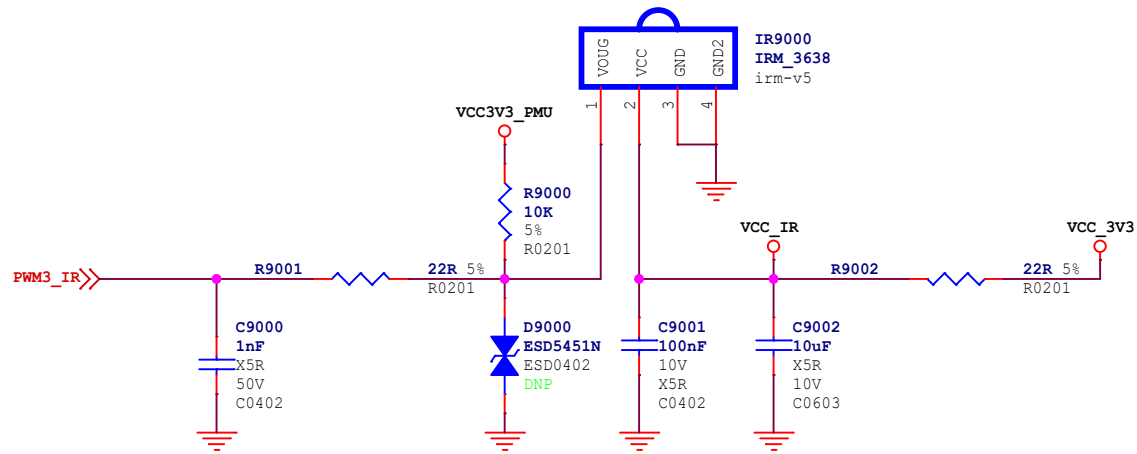 IR9000
IRM_3638
irm-v5
VOUG
VCC
GND
GND2
1
2
3
4
VCC3V3_PMU
R9000
10K
5%
R0201
VCC_IR
VCC_3V3
PWM3_IR
R9001
22R 5%
R0201
R9002
22R 5%
R0201
C9000
1nF
X5R
50V
C0402
D9000
ESD5451N
ESD0402
DNP
C9001
100nF
10V
X5R
C0402
C9002
10uF
X5R
10V
C0603